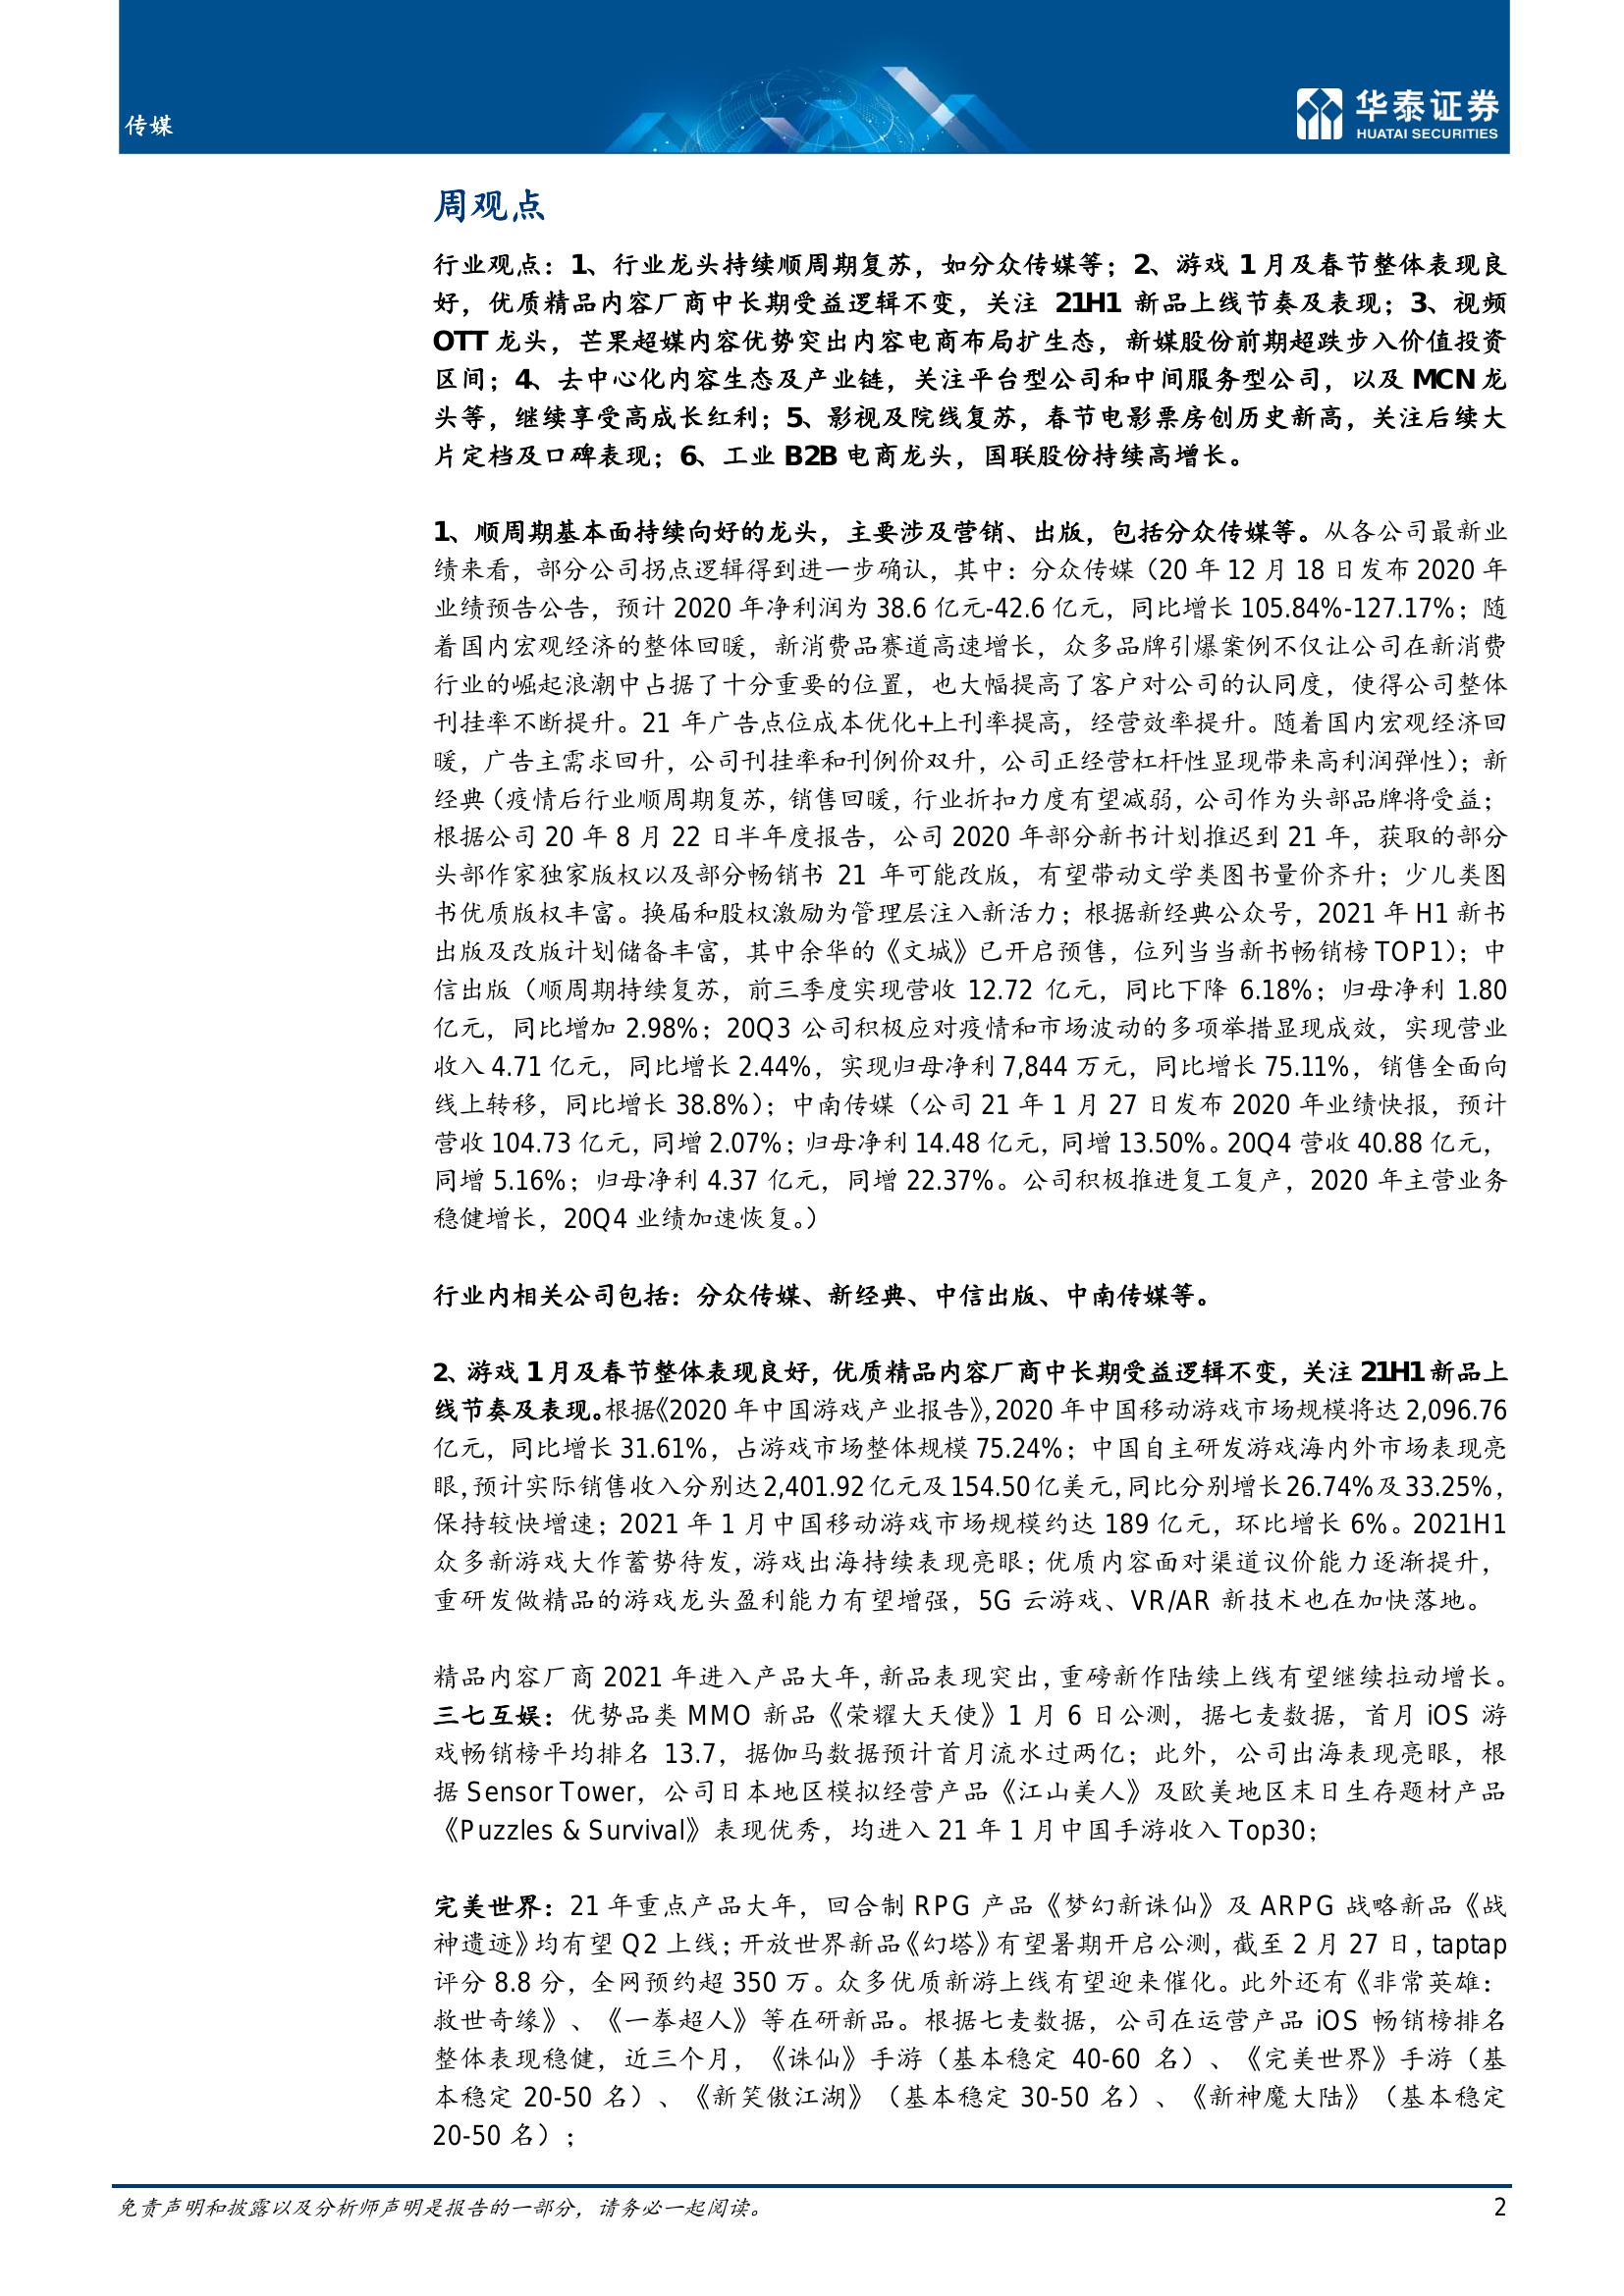 传媒
华泰证券
HUATAI SECURITIES
周观点
行业观点：1、行业龙头持续顺周期复苏，如分众传媒等；2、游戏 1 月及春节整体表现良
好，优质精品内容厂商中长期受益逻辑不变，关注 21H1 新品上线节奏及表现；3、视频
OTT 龙头，芒果超媒内容优势突出内容电商布局扩生态，新媒股份前期超跌步入价值投资
区间；4、去中心化内容生态及产业链，关注平台型公司和中间服务型公司，以及 MCN 龙
头等，继续享受高成长红利；5、影视及院线复苏，春节电影票房创历史新高，关注后续大
片定档及口碑表现；6、工业 B2B 电商龙头，国联股份持续高增长。
1、顺周期基本面持续向好的龙头，主要涉及营销、出版，包括分众传媒等。从各公司最新业
绩来看，部分公司拐点逻辑得到进一步确认，其中：分众传媒（20 年 12 月 18 日发布 2020 年
业绩预告公告，预计 2020 年净利润为 38.6 亿元-42.6 亿元，同比增长 105.84%-127.17%；随
着国内宏观经济的整体回暖，新消费品赛道高速增长，众多品牌引爆案例不仅让公司在新消费
行业的崛起浪潮中占据了十分重要的位置，也大幅提高了客户对公司的认同度，使得公司整体
刊挂率不断提升。21 年广告点位成本优化+上刊率提高，经营效率提升。随着国内宏观经济回
暖，广告主需求回升，公司刊挂率和刊例价双升，公司正经营杠杆性显现带来高利润弹性）；新
经典（疫情后行业顺周期复苏，销售回暖，行业折扣力度有望减弱，公司作为头部品牌将受益；
根据公司 20 年 8 月 22 日半年度报告，公司 2020 年部分新书计划推迟到 21 年，获取的部分
头部作家独家版权以及部分畅销书 21 年可能改版，有望带动文学类图书量价齐升；少儿类图
书优质版权丰富。换届和股权激励为管理层注入新活力；根据新经典公众号，2021 年 H1 新书
出版及改版计划储备丰富，其中余华的《文城》已开启预售，位列当当新书畅销榜 TOP1）；中
信出版（顺周期持续复苏，前三季度实现营收 12.72 亿元，同比下降 6.18%；归母净利 1.80
亿元，同比增加 2.98%；20Q3 公司积极应对疫情和市场波动的多项举措显现成效，实现营业
收入 4.71 亿元，同比增长 2.44%，实现归母净利 7,844 万元，同比增长 75.11%，销售全面向
线上转移，同比增长 38.8%）；中南传媒（公司 21 年 1 月 27 日发布 2020 年业绩快报，预计
营收 104.73 亿元，同增 2.07%；归母净利 14.48 亿元，同增 13.50%。20Q4 营收 40.88 亿元，
同增 5.16%；归母净利 4.37 亿元，同增 22.37%。公司积极推进复工复产，2020 年主营业务
稳健增长，20Q4 业绩加速恢复。）
行业内相关公司包括：分众传媒、新经典、中信出版、中南传媒等。
2、游戏 1 月及春节整体表现良好，优质精品内容厂商中长期受益逻辑不变，关注 21H1 新品上
线节奏及表现。根据《2020 年中国游戏产业报告》，2020 年中国移动游戏市场规模将达 2,096.76
亿元，同比增长 31.61%，占游戏市场整体规模 75.24%；中国自主研发游戏海内外市场表现亮
眼，预计实际销售收入分别达 2,401.92 亿元及 154.50 亿美元，同比分别增长 26.74%及 33.25%，
保持较快增速；2021 年 1 月中国移动游戏市场规模约达 189 亿元，环比增长 6%。2021H1
众多新游戏大作蓄势待发，游戏出海持续表现亮眼；优质内容面对渠道议价能力逐渐提升，
重研发做精品的游戏龙头盈利能力有望增强，5G 云游戏、VR/AR 新技术也在加快落地。
精品内容厂商 2021 年进入产品大年，新品表现突出，重磅新作陆续上线有望继续拉动增长。
三七互娱：优势品类 MMO 新品《荣耀大天使》1 月 6 日公测，据七麦数据，首月 iOS 游
戏畅销榜平均排名 13.7，据伽马数据预计首月流水过两亿；此外，公司出海表现亮眼，根
据 Sensor Tower，公司日本地区模拟经营产品《江山美人》及欧美地区末日生存题材产品
《Puzzles & Survival》表现优秀，均进入 21 年 1 月中国手游收入 Top30；
完美世界：21 年重点产品大年，回合制 RPG 产品《梦幻新诛仙》及 ARPG 战略新品《战
神遗迹》均有望 Q2 上线；开放世界新品《幻塔》有望暑期开启公测，截至 2 月 27 日，taptap
评分 8.8 分，全网预约超 350 万。众多优质新游上线有望迎来催化。此外还有《非常英雄：
救世奇缘》、《一拳超人》等在研新品。根据七麦数据，公司在运营产品 iOS 畅销榜排名
整体表现稳健，近三个月，《诛仙》手游（基本稳定 40-60 名）、《完美世界》手游（基
本稳定 20-50 名）、《新笑傲江湖》（基本稳定 30-50 名）、《新神魔大陆》（基本稳定
20-50 名）；
免责声明和披露以及分析师声明是报告的一部分，请务必一起阅读。
2